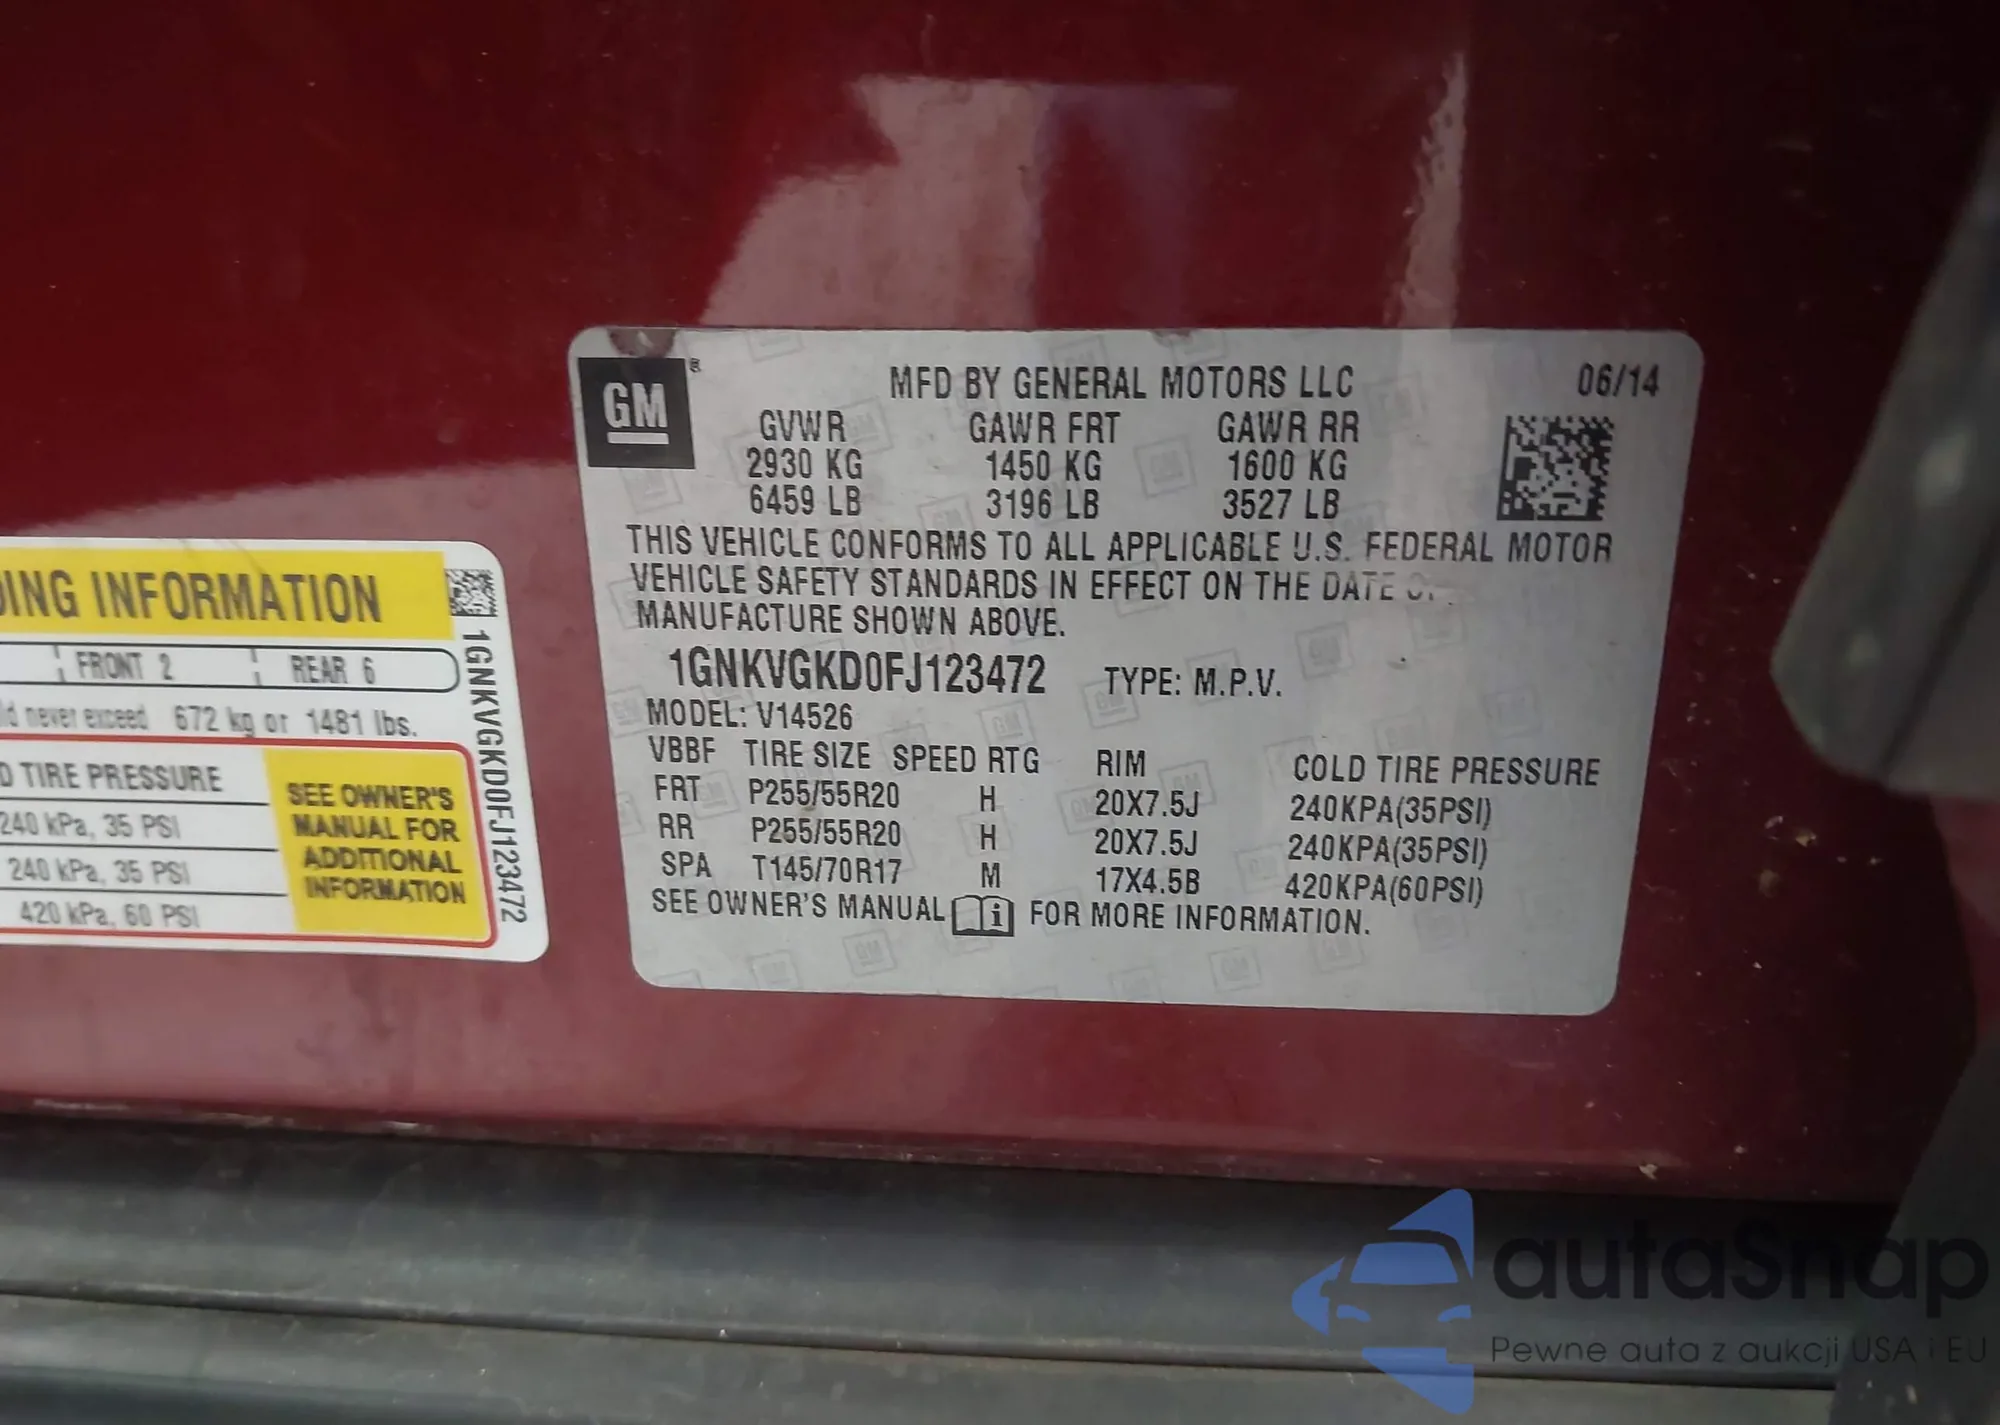 GM
®
MFD BY GENERAL MOTORS LLC
06/14
GVWR GAWR FRT GAWR RR
2930 KG 1450 KG 1600 KG
6459 LB 3196 LB 3527 LB
THIS VEHICLE CONFORMS TO ALL APPLICABLE U.S. FEDERAL MOTOR
VEHICLE SAFETY STANDARDS IN EFFECT ON THE DATE
MANUFACTURE SHOWN ABOVE.
1GNKVGKD0FJ123472 TYPE: M.P.V.
MODEL: V14526
VBBF TIRE SIZE SPEED RTG RIM COLD TIRE PRESSURE
FRT P255/55R20 H 20X7.5J 240KPA(35PSI)
RR P255/55R20 H 20X7.5J 240KPA(35PSI)
SPA T145/70R17 M 17X4.5B 420KPA(60PSI)
SEE OWNER'S MANUAL i FOR MORE INFORMATION.
ING INFORMATION
FRONT 2 REAR 6
never exceed 672 kg or 1481 lbs.
TIRE PRESSURE
240 kPa, 35 PSI
240 kPa, 35 PSI
420 kPa, 60 PSI
SEE OWNER'S
MANUAL FOR
ADDITIONAL
INFORMATION
1GNKVGKD0FJ123472
autaSnap
Pewne auta z aukcji USA i EU